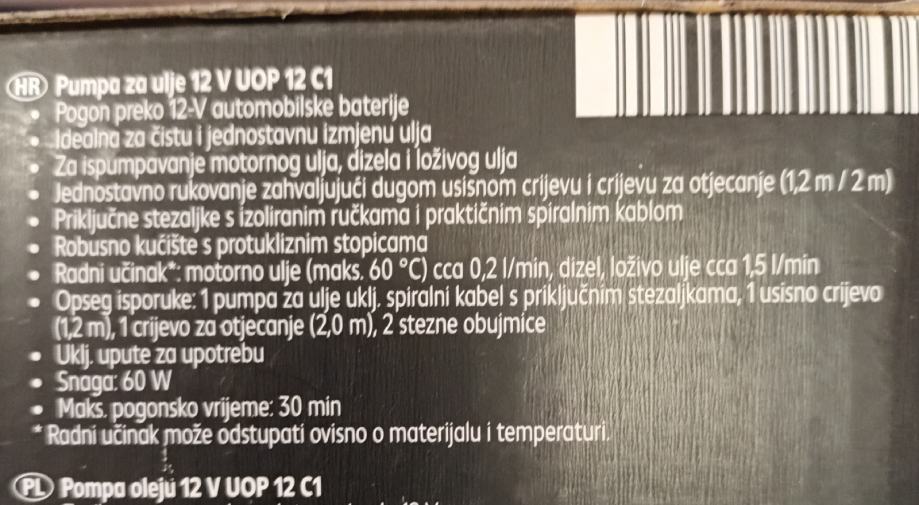 HR Pumpa za ulje 12 V UOP 12 C1
• Pogon preko 12-V automobilske baterije
• Idealna za čistu i jednostavnu izmjenu ulja
• Za ispumpavanje motornog ulja, dizela i loživog ulja
• Jednostavno rukovanje zahvaljujući dugom usisnom crijevu i crijevu za otjecanje (1,2 m / 2 m)
• Priključne stezaljke s izoliranim ručkama i praktičnim spiralnim kablom
• Robusno kućište s protukliznim stopicama
• Radni učinak*: motorno ulje (maks. 60 °C) cca 0,2 l/min, dizel, loživo ulje cca 1,5 l/min
• Opseg isporuke: 1 pumpa za ulje uklj. spiralni kabel s priključnim stezaljkama, 1 usisno crijevo
(1,2 m), 1 crijevo za otjecanje (2,0 m), 2 stezne obujmice
• Uklj. upute za upotrebu
• Snaga: 60 W
• Maks. pogonsko vrijeme: 30 min
* Radni učinak može odstupati ovisno o materijalu i temperaturi.
PL Pompa oleju 12 V UOP 12 C1